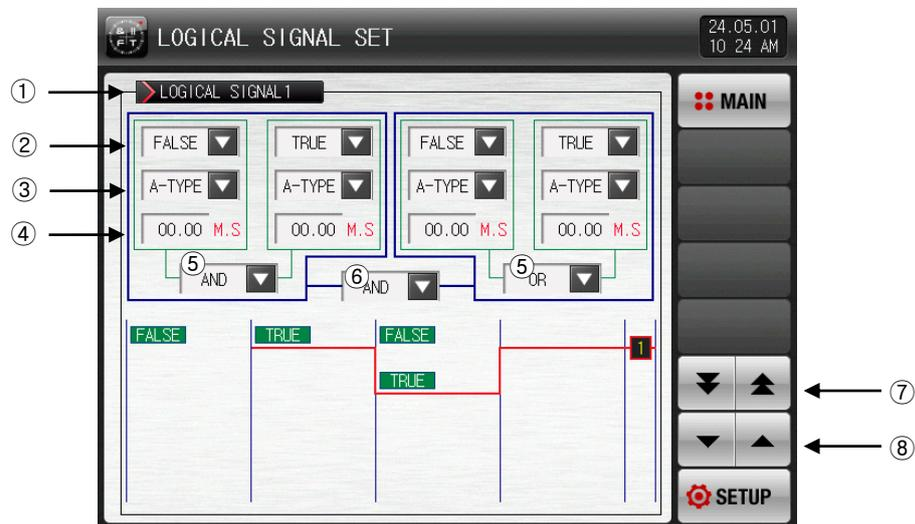 LOGICAL SIGNAL SET
24.05.01
10 24 AM
① LOGICAL SIGNAL1
MAIN
② FALSE TRUE FALSE TRUE
③ A-TYPE A-TYPE A-TYPE A-TYPE
④ 00.00 M.S 00.00 M.S 00.00 M.S 00.00 M.S
⑤ AND ⑥ AND ⑤ OR
FALSE TRUE FALSE
1
TRUE
⑦
⑧
SETUP